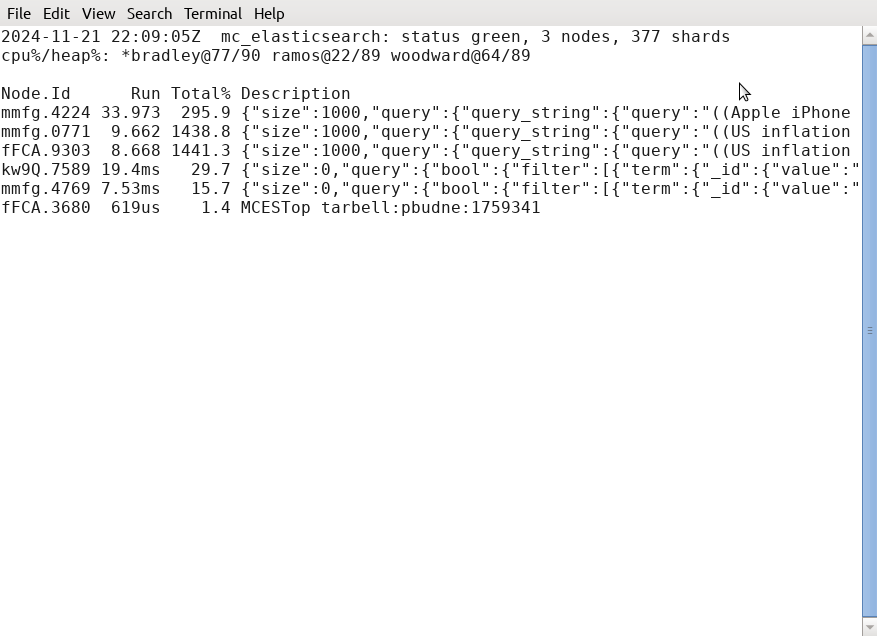 File Edit View Search Terminal Help
2024-11-21 22:09:05Z  mc_elasticsearch: status green, 3 nodes, 377 shards
cpu%/heap%: *bradley@77/90 ramos@22/89 woodward@64/89
Node.Id      Run Total% Description
mmfg.4224 33.973  295.9 {"size":1000,"query":{"query_string":{"query":"((Apple iPhone
mmfg.0771  9.662 1438.8 {"size":1000,"query":{"query_string":{"query":"((US inflation
fFCA.9303  8.668 1441.3 {"size":1000,"query":{"query_string":{"query":"((US inflation
kw9Q.7589 19.4ms   29.7 {"size":0,"query":{"bool":{"filter":[{"term":{"_id":{"value":"
mmfg.4769 7.53ms   15.7 {"size":0,"query":{"bool":{"filter":[{"term":{"_id":{"value":"
fFCA.3680  619us    1.4 MCESTop tarbell:pbudne:1759341